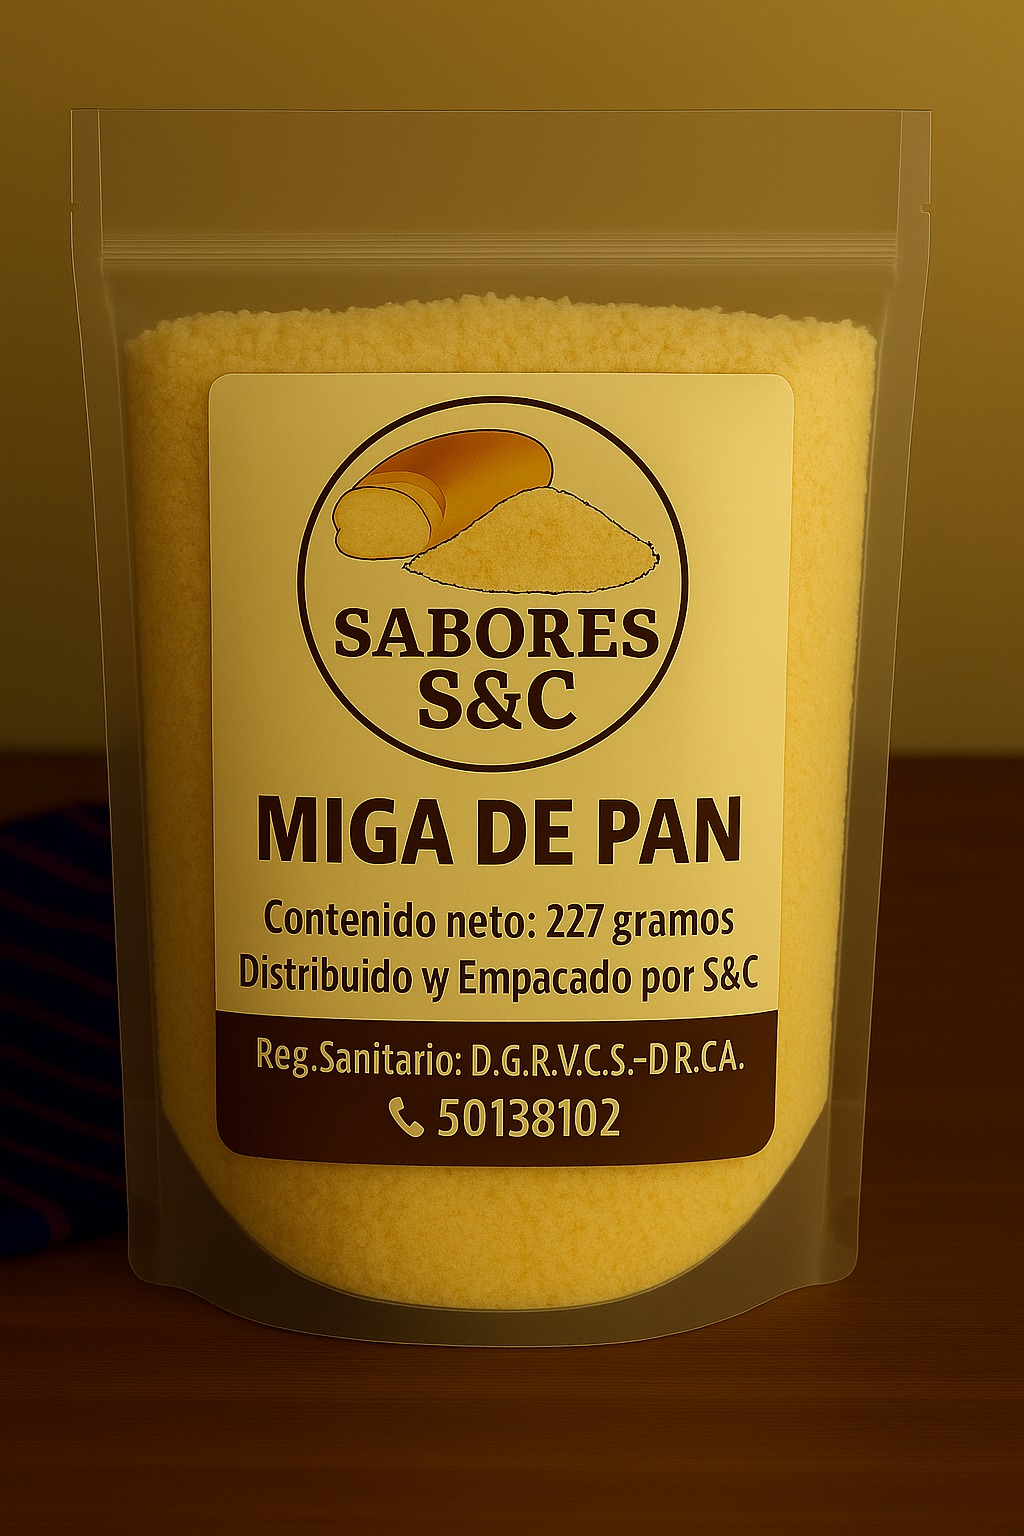 SABORES
S&C
MIGA DE PAN
Contenido neto: 227 gramos
Distribuido w Empacado por S&C
Reg.Sanitario: D.G.R.V.C.S.–D R.CA.
50138102